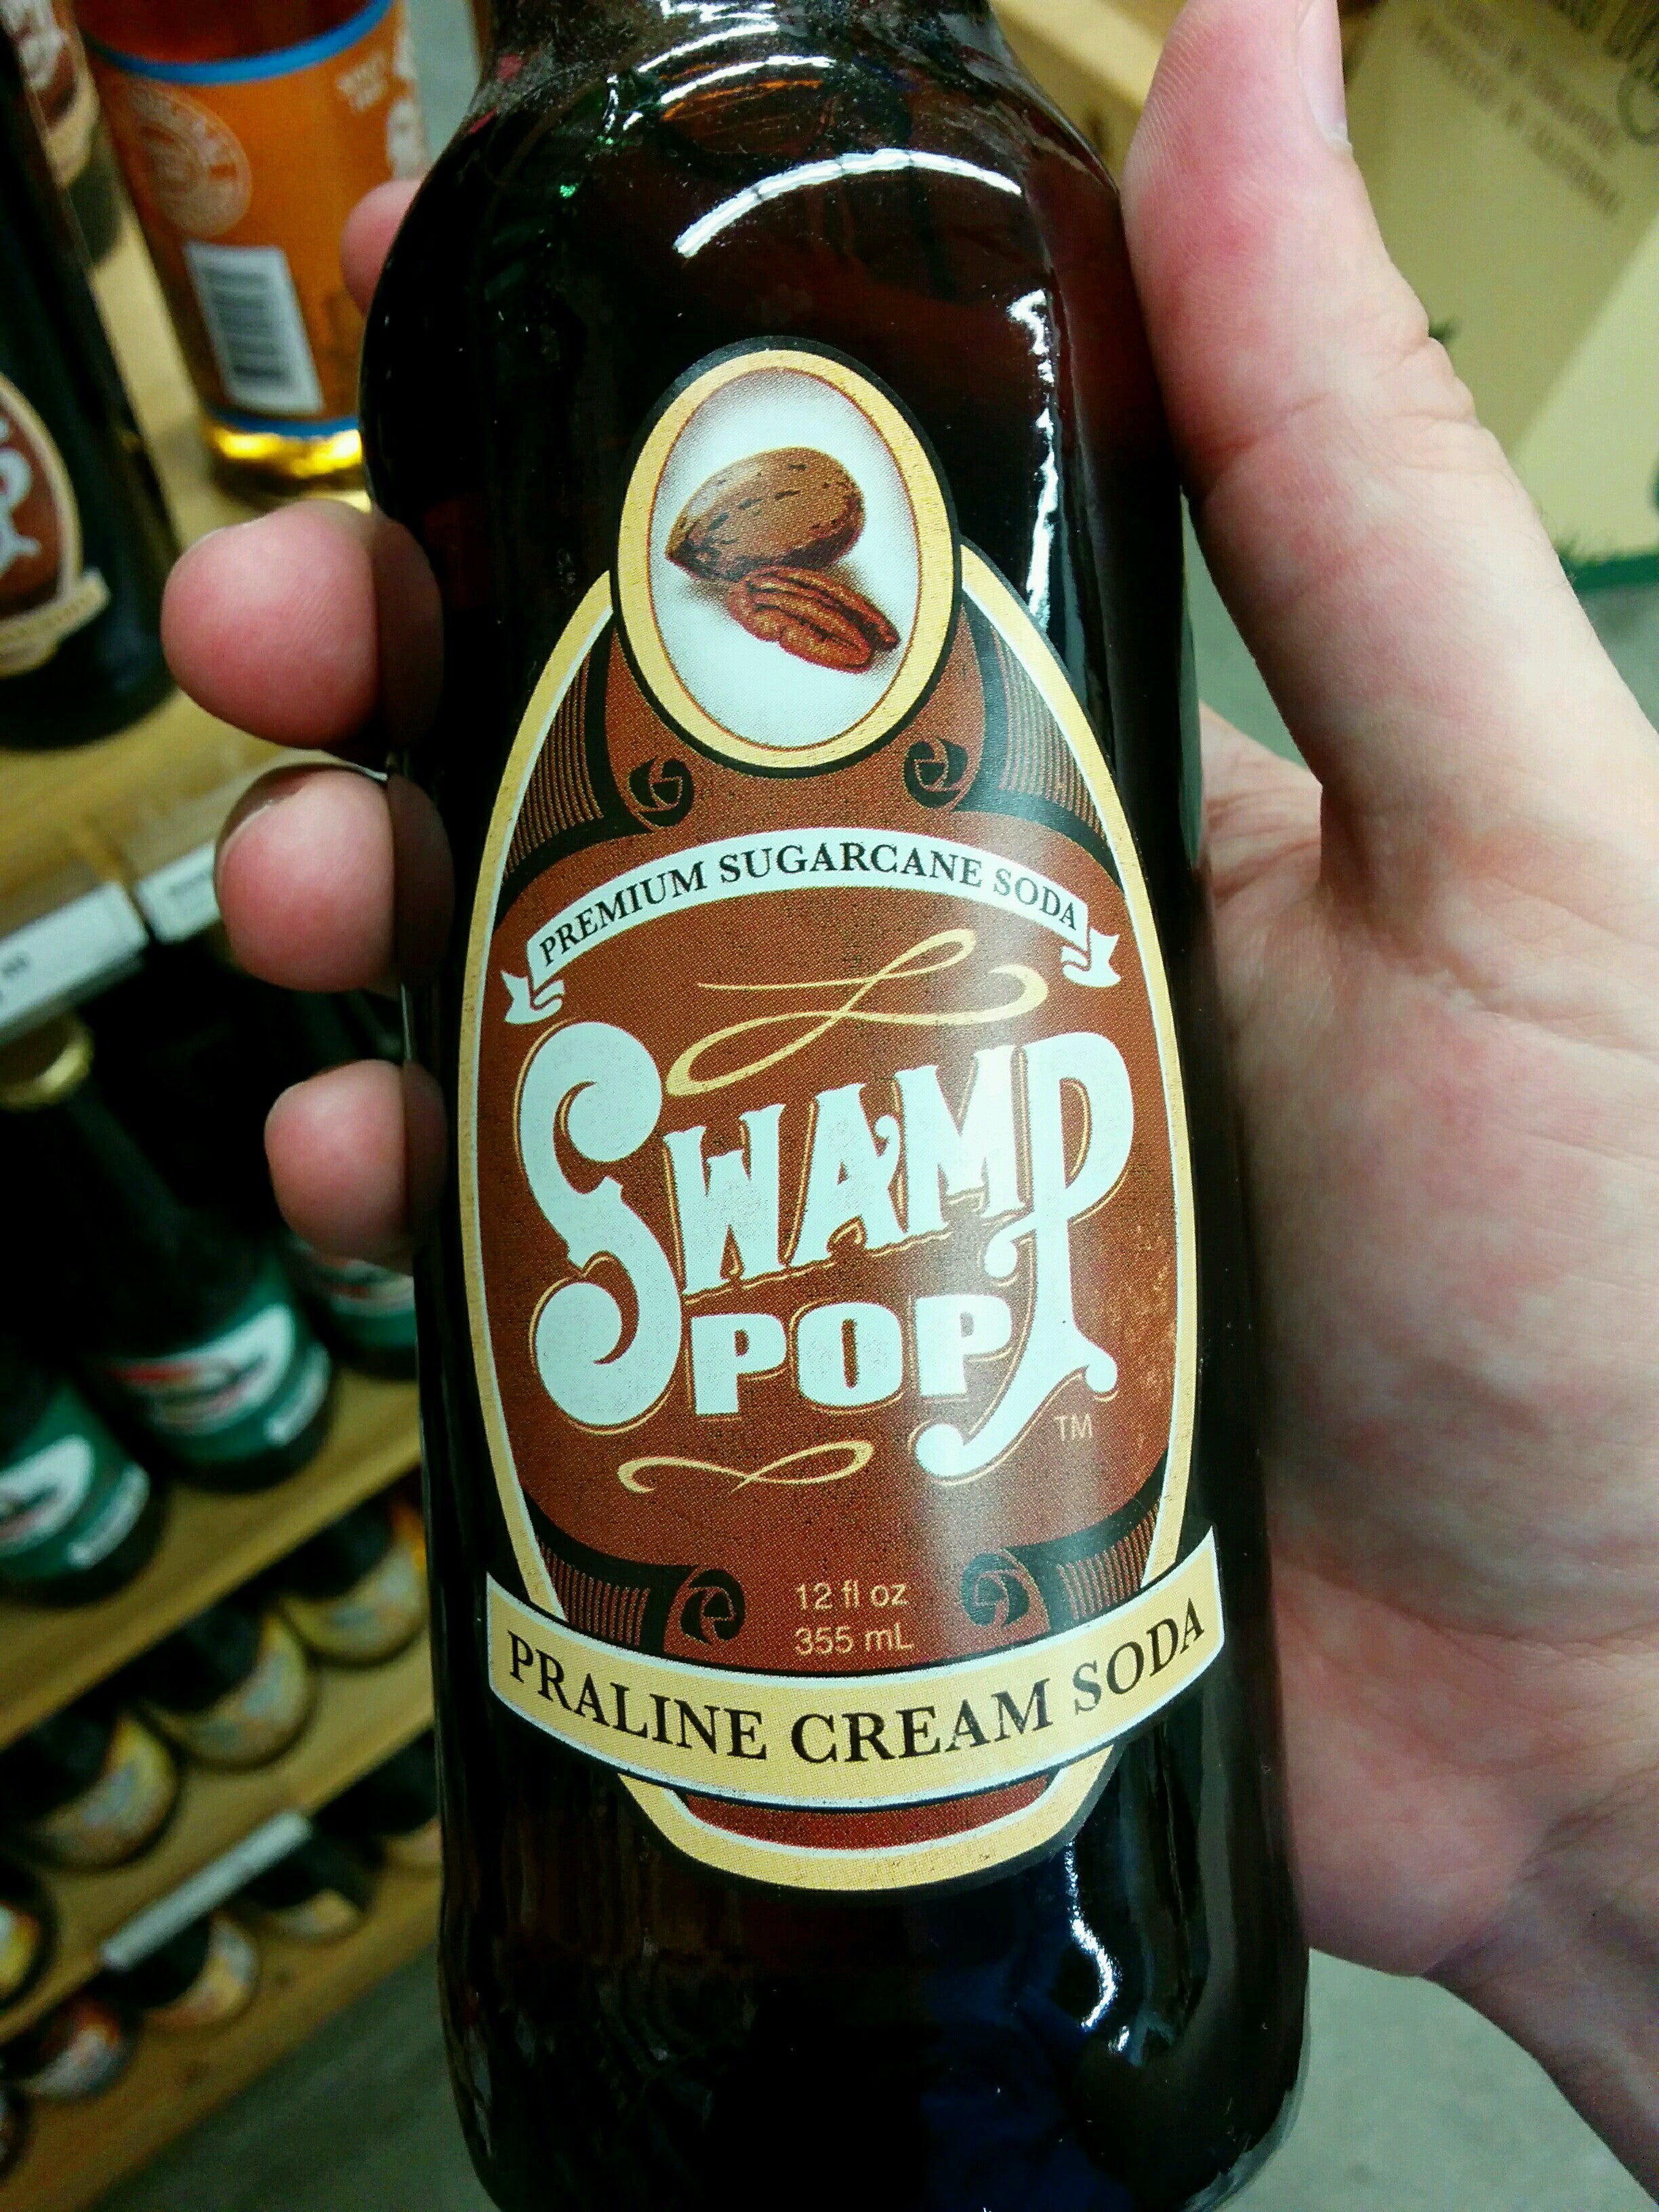 PREMIUM SUGARCANE SODA
SWAMP
POP
TM
12 fl oz
355 mL
PRALINE CREAM SODA